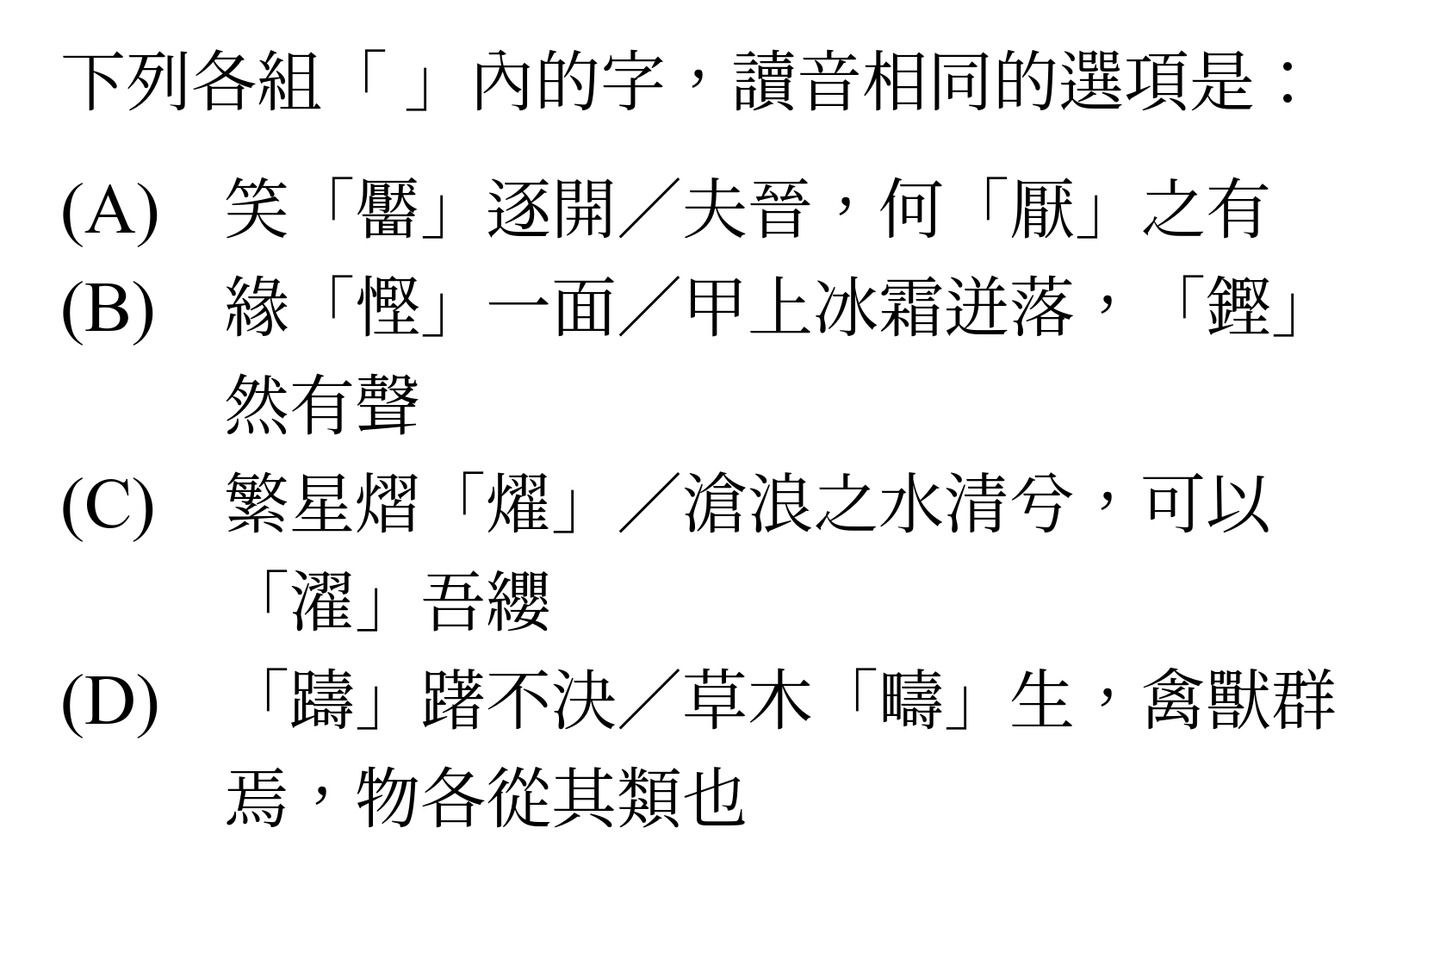 下列各組「 」內的字，讀音相同的選項是：
(A) 笑「靨」逐開／夫晉，何「厭」之有
(B) 緣「慳」一面／甲上冰霜迸落，「鏗」
然有聲
(C) 繁星熠「燿」／滄浪之水清兮，可以
「濯」吾纓
(D) 「躊」躇不決／草木「疇」生，禽獸群
焉，物各從其類也